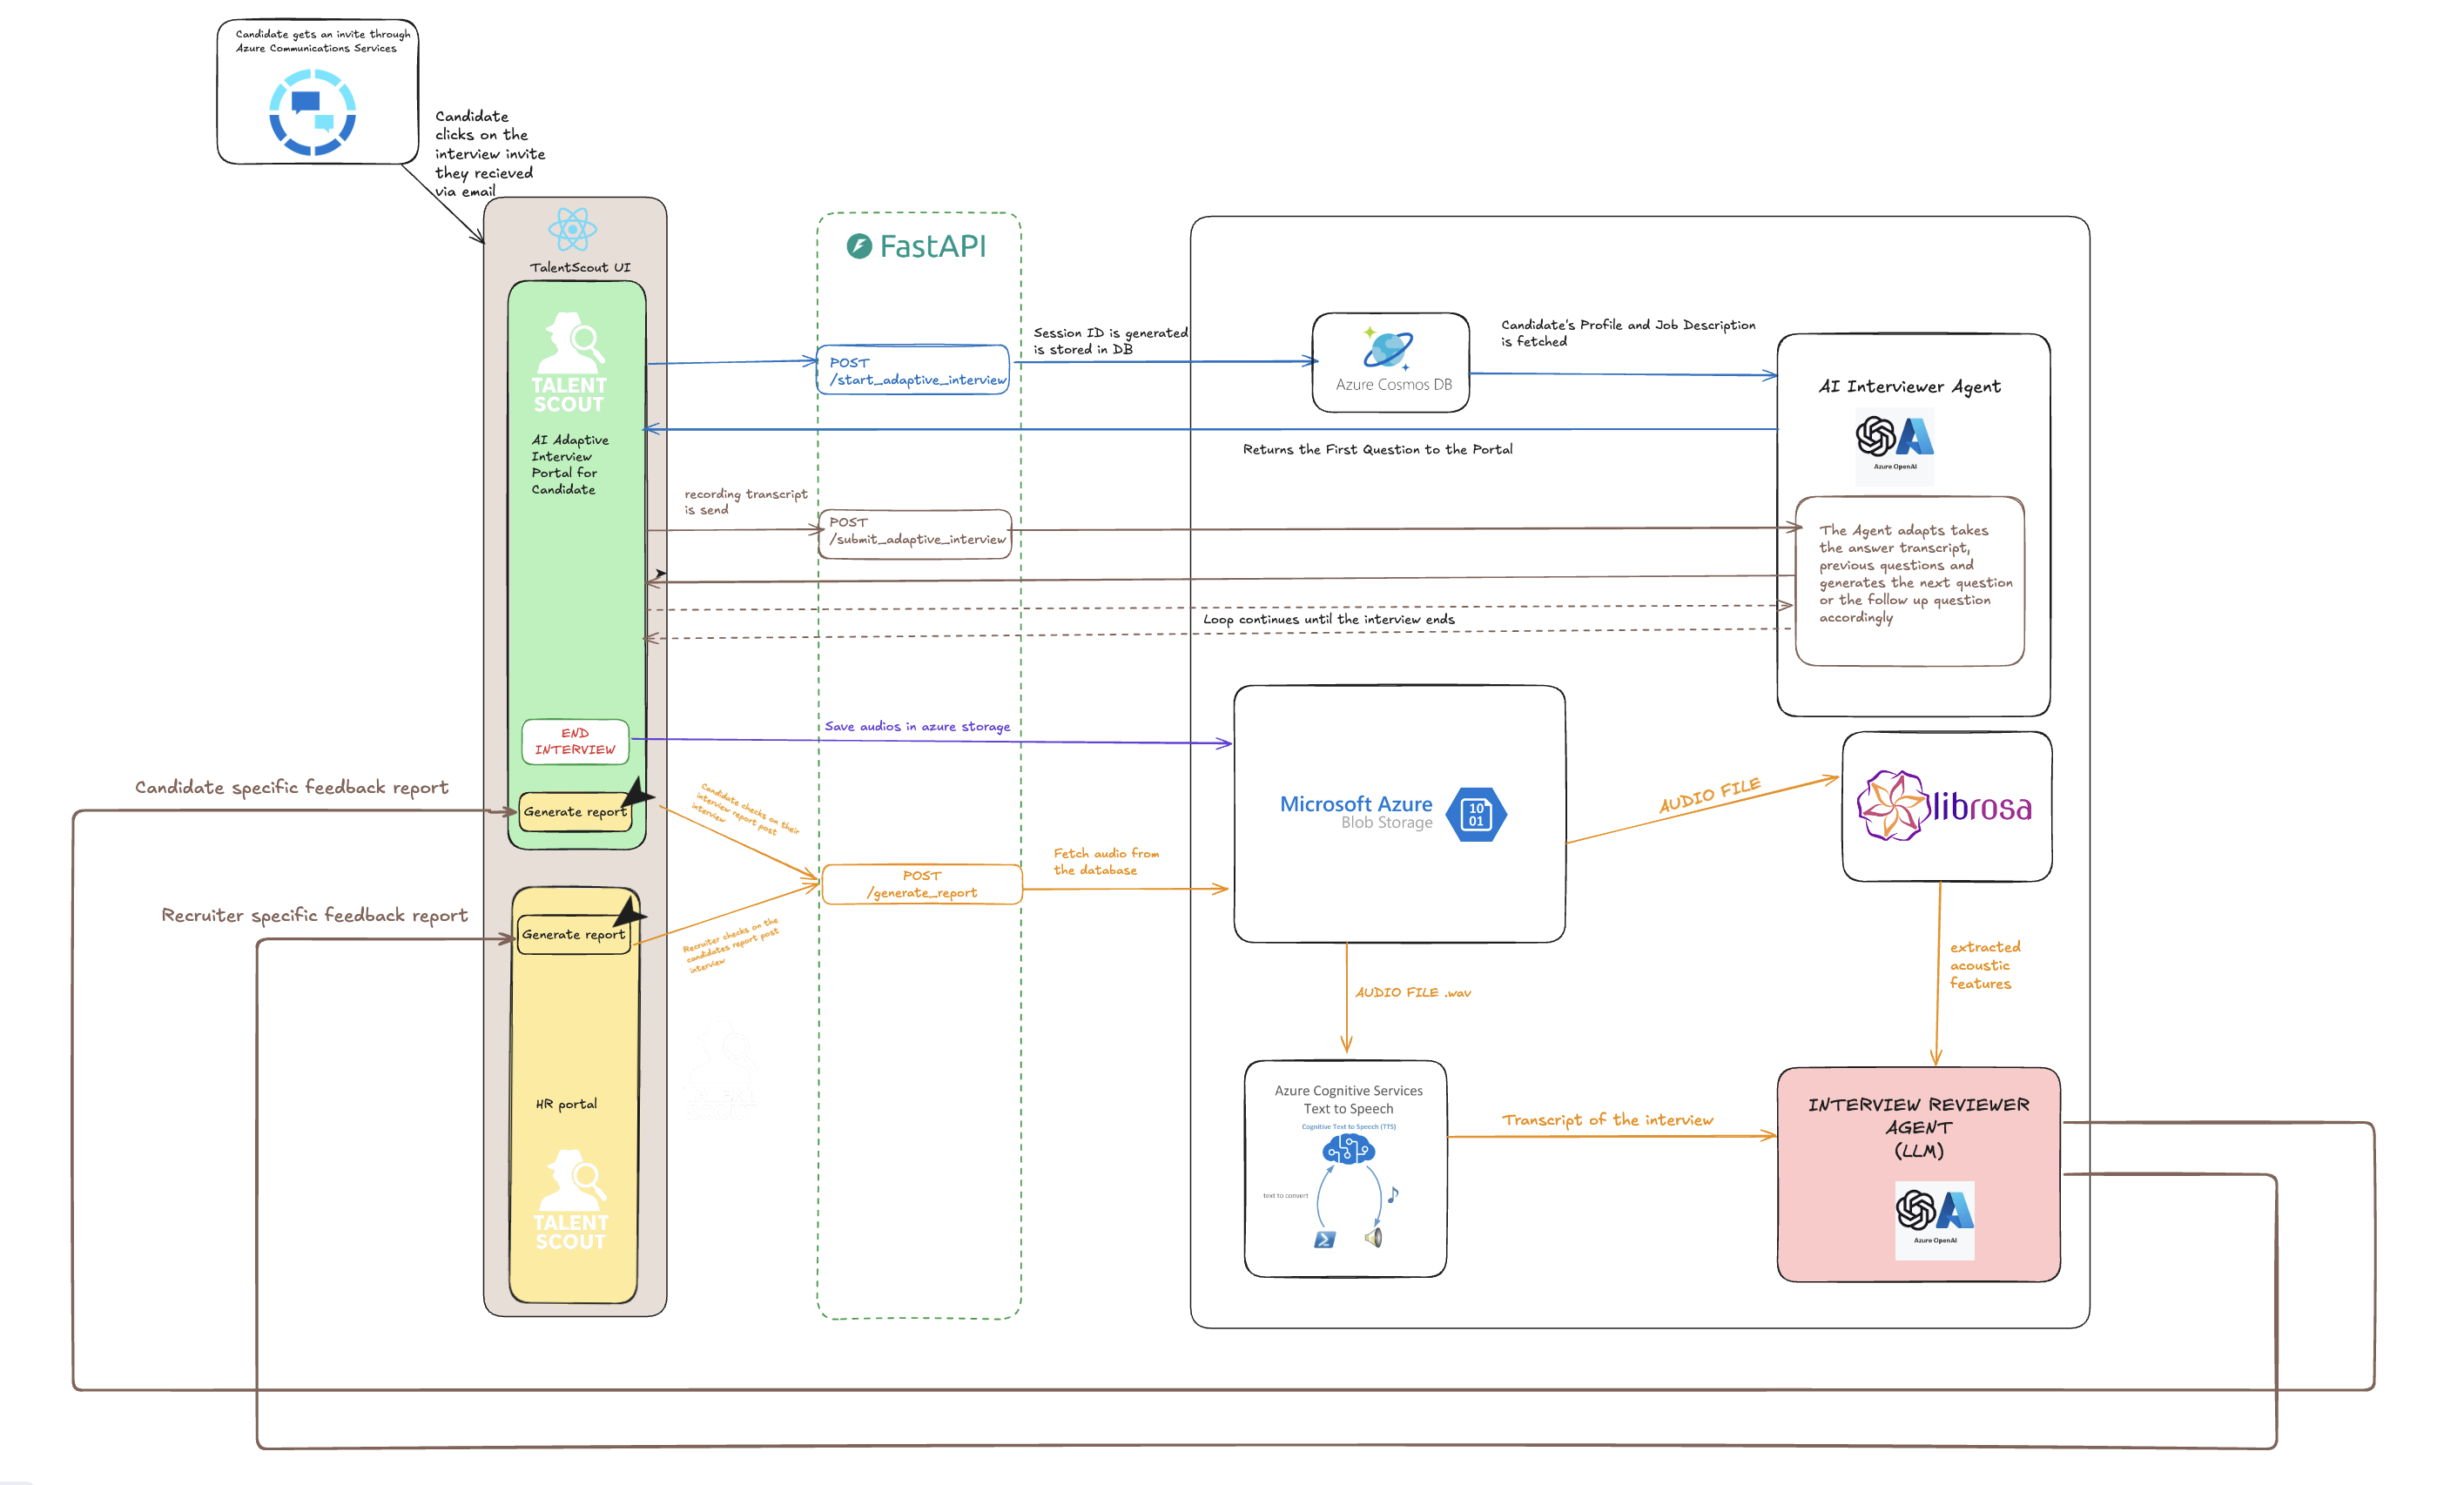 Candidate gets an invite through
Azure Communications Services
Candidate
clicks on the
interview invite
they recieved
via email
TalentScout UI
TALENT
SCOUT
AI Adaptive
Interview
Portal for
Candidate
FastAPI
POST
/start_adaptive_interview
Session ID is generated
is stored in DB
Azure Cosmos DB
Candidate's Profile and Job Description
is fetched
AI Interviewer Agent
Azure OpenAI
Returns the First Question to the Portal
recording transcript
is send
POST
/submit_adaptive_interview
The Agent adapts takes
the answer transcript,
previous questions and
generates the next question
or the follow up question
accordingly
Loop continues until the interview ends
END
INTERVIEW
Save audios in azure storage
Microsoft Azure
Blob Storage
10
01
AUDIO FILE
librosa
Candidate specific feedback report
Generate report
Candidate checks on their
interview report post
interview
POST
/generate_report
Fetch audio from
the database
Recruiter specific feedback report
Generate report
Recruiter checks on the
candidates report post
interview
extracted
acoustic
features
AUDIO FILE .wav
HR portal
TALENT
SCOUT
Azure Cognitive Services
Text to Speech
Cognitive Text to Speech (TTS)
text to convert
Transcript of the interview
INTERVIEW REVIEWER
AGENT
(LLM)
Azure OpenAI